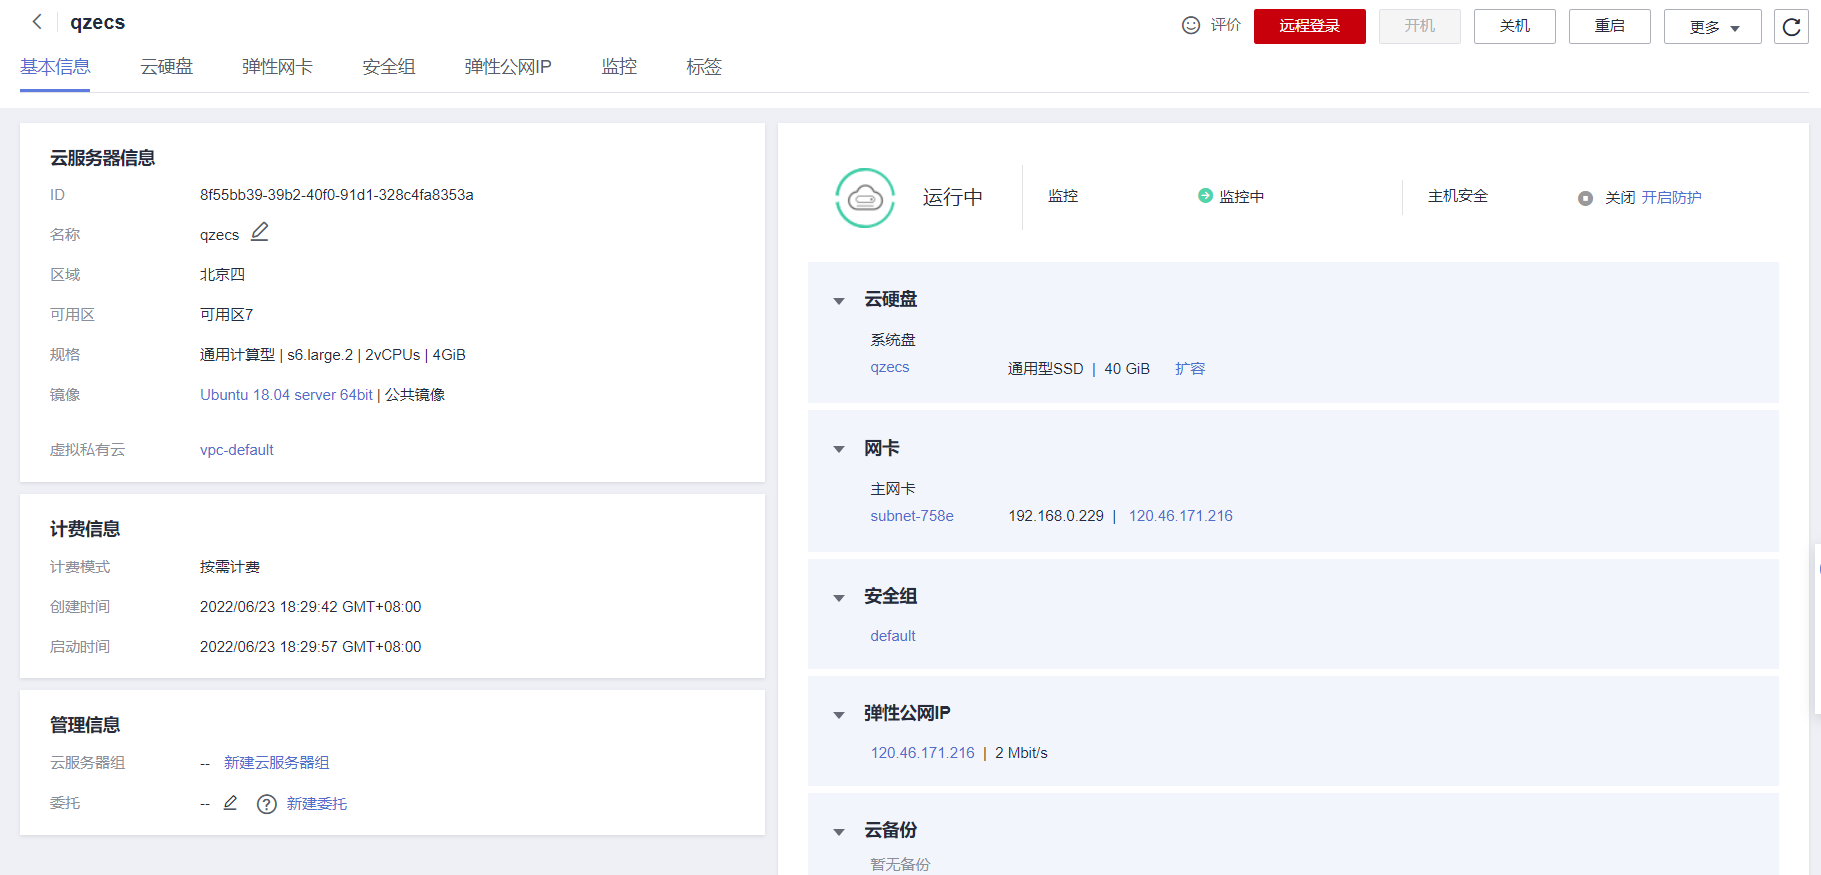 qzecs
评价
远程登录
开机
关机
重启
更多
基本信息
云硬盘
弹性网卡
安全组
弹性公网IP
监控
标签
云服务器信息
ID 8f55bb39-39b2-40f0-91d1-328c4fa8353a
名称 qzecs
区域 北京四
可用区 可用区7
规格 通用计算型 | s6.large.2 | 2vCPUs | 4GiB
镜像 Ubuntu 18.04 server 64bit | 公共镜像
虚拟私有云 vpc-default
计费信息
计费模式 按需计费
创建时间 2022/06/23 18:29:42 GMT+08:00
启动时间 2022/06/23 18:29:57 GMT+08:00
管理信息
云服务器组 -- 新建云服务器组
委托 -- ? 新建委托
运行中
监控
监控中
主机安全
关闭 开启防护
云硬盘
系统盘
qzecs 通用型SSD | 40 GiB 扩容
网卡
主网卡
subnet-758e 192.168.0.229 | 120.46.171.216
安全组
default
弹性公网IP
120.46.171.216 | 2 Mbit/s
云备份
暂无备份